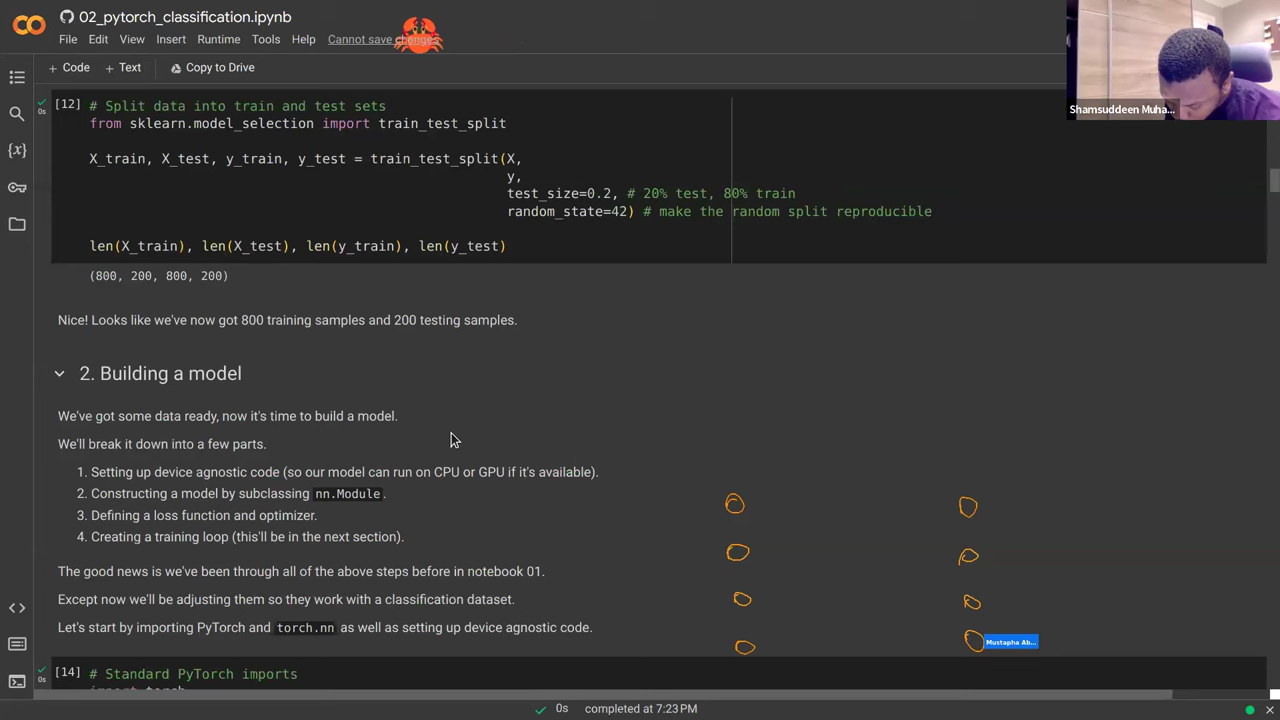 02_pytorch_classification.ipynb
File Edit View Insert Runtime Tools Help Cannot save changes
+ Code + Text Copy to Drive
Shamsuddeen Muha...
[12] # Split data into train and test sets
0s
from sklearn.model_selection import train_test_split
X_train, X_test, y_train, y_test = train_test_split(X,
y,
test_size=0.2, # 20% test, 80% train
random_state=42) # make the random split reproducible
len(X_train), len(X_test), len(y_train), len(y_test)
(800, 200, 800, 200)
Nice! Looks like we've now got 800 training samples and 200 testing samples.
2. Building a model
We've got some data ready, now it's time to build a model.
We'll break it down into a few parts.
1. Setting up device agnostic code (so our model can run on CPU or GPU if it's available).
2. Constructing a model by subclassing nn.Module.
3. Defining a loss function and optimizer.
4. Creating a training loop (this'll be in the next section).
The good news is we've been through all of the above steps before in notebook 01.
Except now we'll be adjusting them so they work with a classification dataset.
Let's start by importing PyTorch and torch.nn as well as setting up device agnostic code.
Mustapha Ab...
[14] # Standard PyTorch imports
0s
import torch
0s completed at 7:23PM